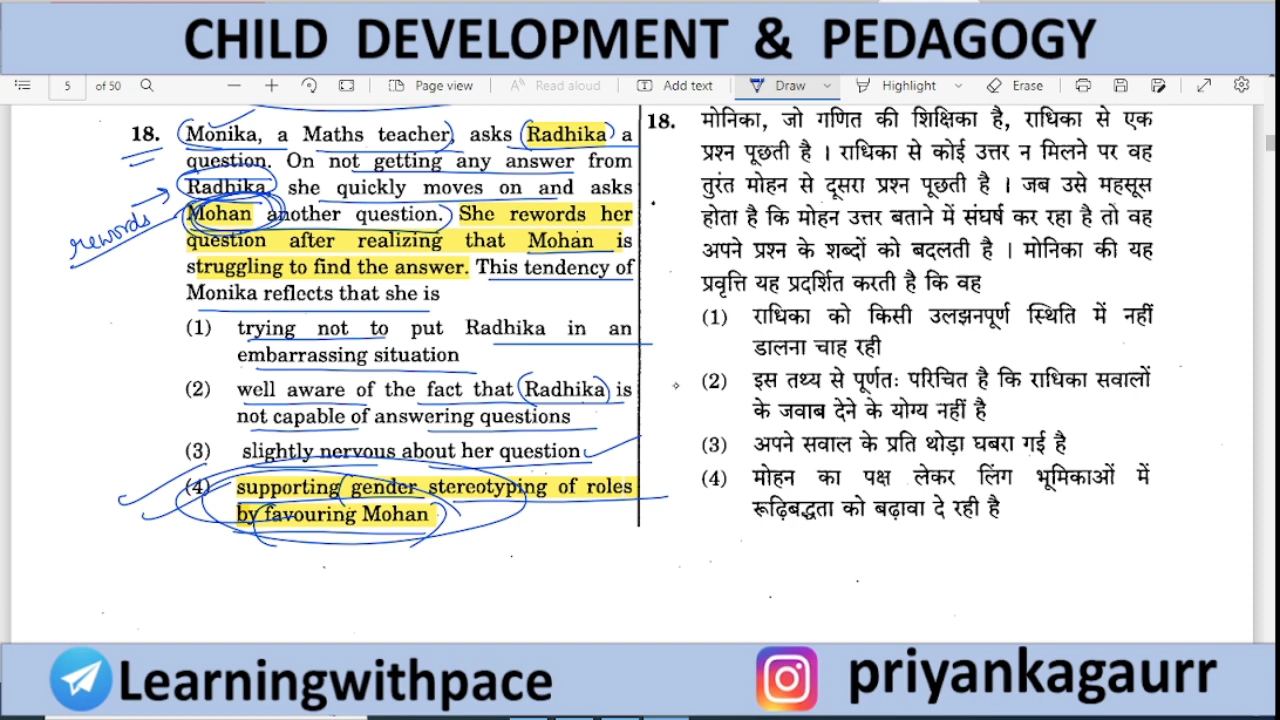 CHILD DEVELOPMENT & PEDAGOGY
5 of 50 Page view Read aloud Add text Draw Highlight Erase
18. Monika, a Maths teacher, asks Radhika a
question. On not getting any answer from
Radhika, she quickly moves on and asks
Mohan another question. She rewords her
question after realizing that Mohan is
struggling to find the answer. This tendency of
Monika reflects that she is
(1) trying not to put Radhika in an
embarrassing situation
(2) well aware of the fact that Radhika is
not capable of answering questions
(3) slightly nervous about her question
(4) supporting gender stereotyping of roles
by favouring Mohan
rewords
18. मोनिका, जो गणित की शिक्षिका है, राधिका से एक
प्रश्न पूछती है । राधिका से कोई उत्तर न मिलने पर वह
तुरंत मोहन से दूसरा प्रश्न पूछती है । जब उसे महसूस
होता है कि मोहन उत्तर बताने में संघर्ष कर रहा है तो वह
अपने प्रश्न के शब्दों को बदलती है । मोनिका की यह
प्रवृत्ति यह प्रदर्शित करती है कि वह
(1) राधिका को किसी उलझनपूर्ण स्थिति में नहीं
डालना चाह रही
(2) इस तथ्य से पूर्णतः परिचित है कि राधिका सवालों
के जवाब देने के योग्य नहीं है
(3) अपने सवाल के प्रति थोड़ा घबरा गई है
(4) मोहन का पक्ष लेकर लिंग भूमिकाओं में
रूढ़िबद्धता को बढ़ावा दे रही है
Learningwithpace
priyankagaurr